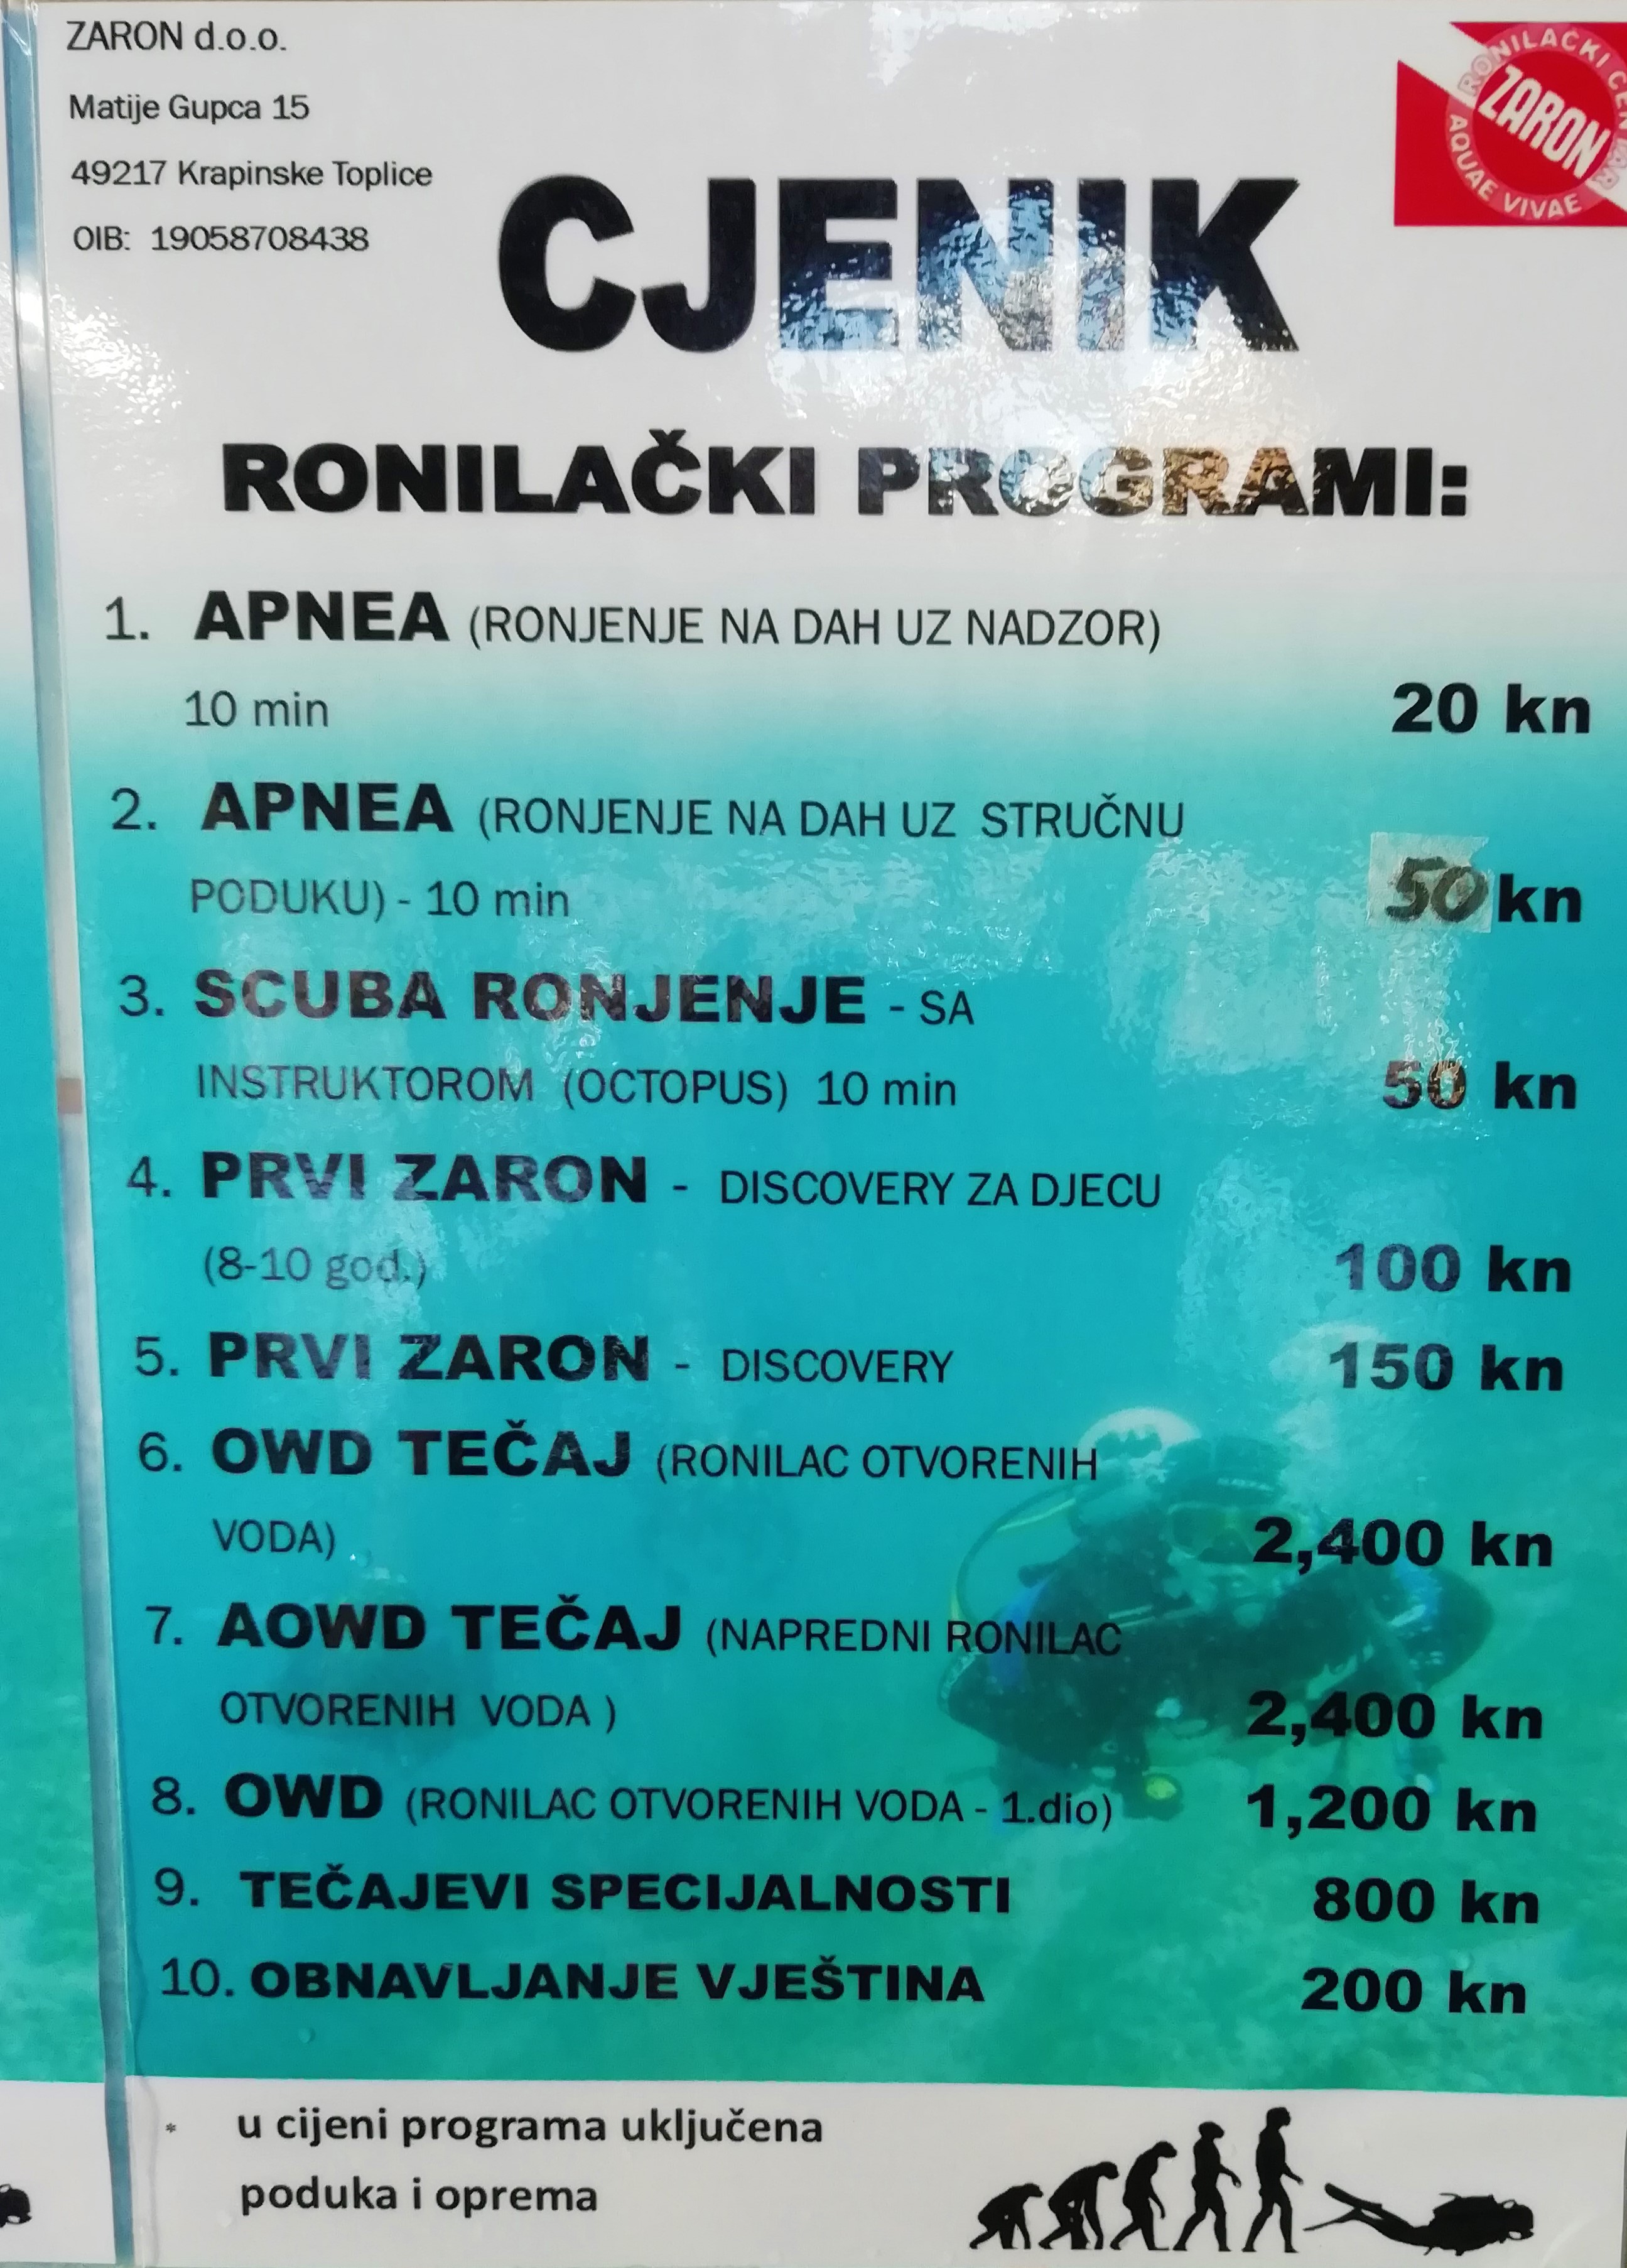 ZARON d.o.o.
Matije Gupca 15
49217 Krapinske Toplice
OIB: 19058708438
RONILAČKI CENTAR
ZARON
AQUAE VIVAE
CJENIK
RONILAČKI PROGRAMI:
1. APNEA (RONJENJE NA DAH UZ NADZOR)
10 min 20 kn
2. APNEA (RONJENJE NA DAH UZ STRUČNU
PODUKU) - 10 min 50 kn
3. SCUBA RONJENJE - SA
INSTRUKTOROM (OCTOPUS) 10 min 50 kn
4. PRVI ZARON - DISCOVERY ZA DJECU
(8-10 god.) 100 kn
5. PRVI ZARON - DISCOVERY 150 kn
6. OWD TEČAJ (RONILAC OTVORENIH
VODA) 2,400 kn
7. AOWD TEČAJ (NAPREDNI RONILAC
OTVORENIH VODA ) 2,400 kn
8. OWD (RONILAC OTVORENIH VODA - 1.dio) 1,200 kn
9. TEČAJEVI SPECIJALNOSTI 800 kn
10. OBNAVLJANJE VJEŠTINA 200 kn
* u cijeni programa uključena
poduka i oprema